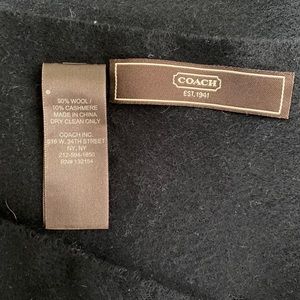 90% WOOL /
10% CASHMERE
MADE IN CHINA
DRY CLEAN ONLY
COACH INC.
516 W. 34TH STREET
NY, NY
212-594-1850
RN# 132184
COACH
EST. 1941